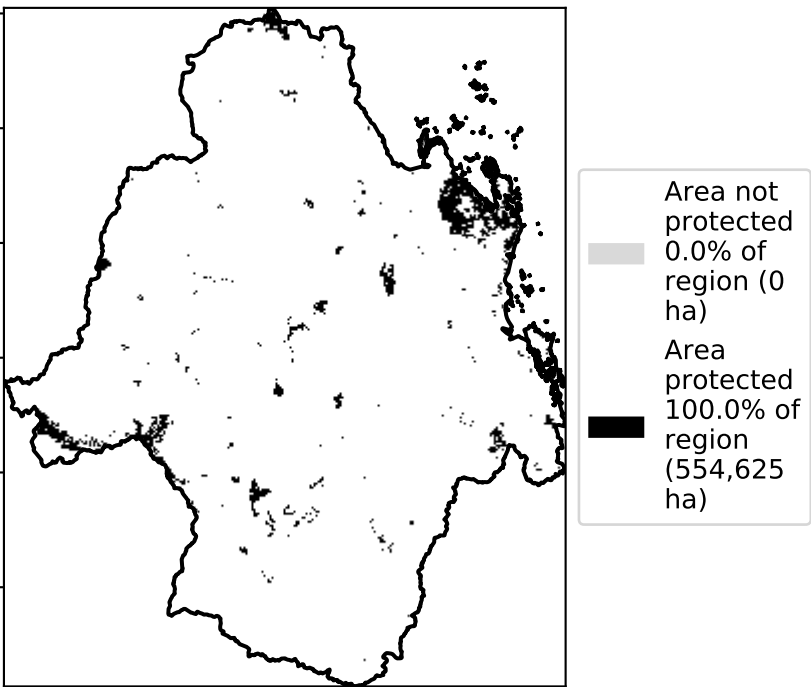 Area not
protected
0.0% of
region (0
ha)
Area
protected
100.0% of
region
(554,625
ha)